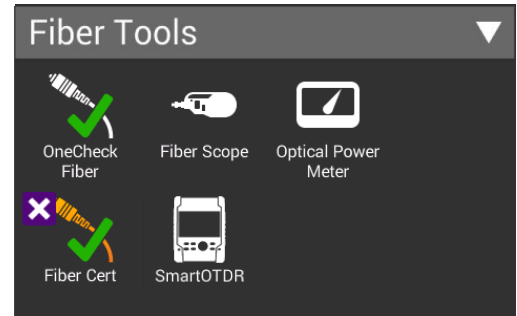 Fiber Tools
OneCheck
Fiber
Fiber Scope
Optical Power
Meter
Fiber Cert
SmartOTDR